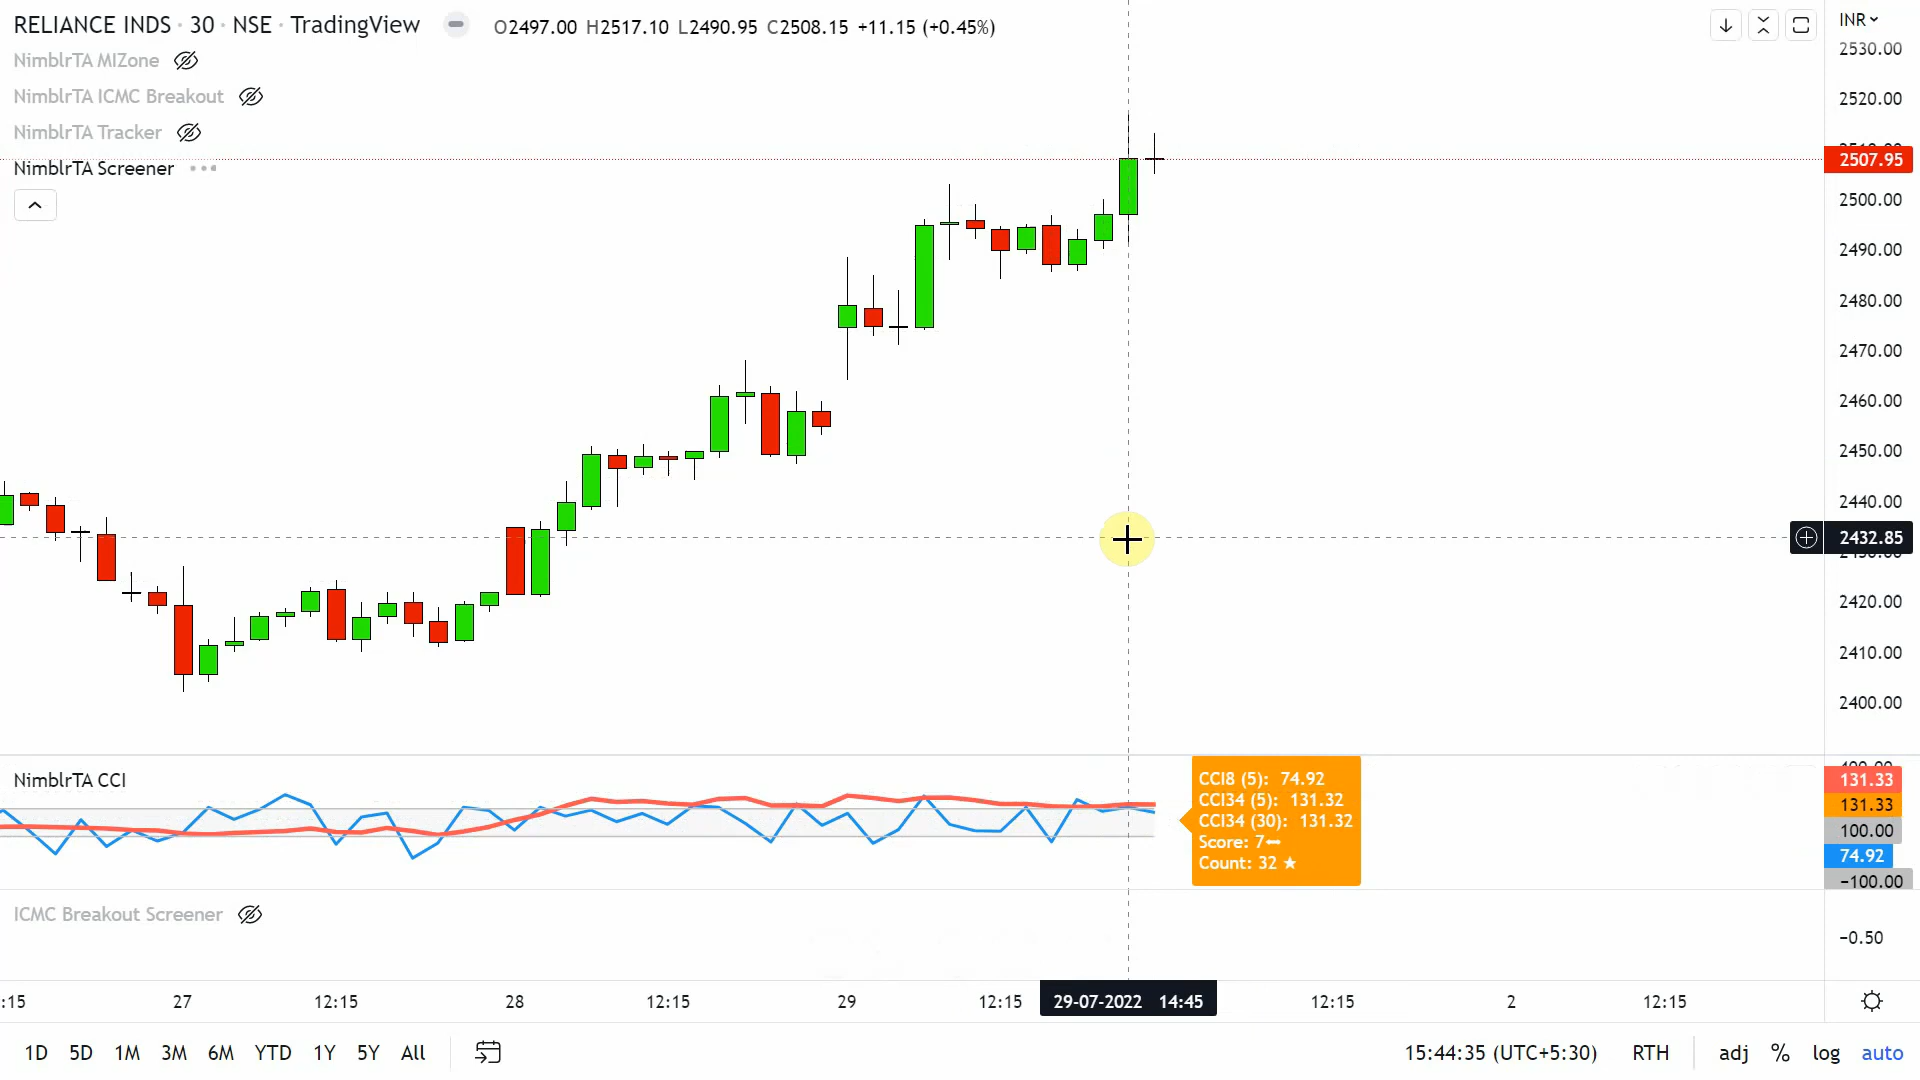 RELIANCE INDS · 30 · NSE · TradingView O2497.00 H2517.10 L2490.95 C2508.15 +11.15 (+0.45%)
INR
NimblrTA MIZone
NimblrTA ICMC Breakout
NimblrTA Tracker
NimblrTA Screener
2530.00
2520.00
2507.95
2500.00
2490.00
2480.00
2470.00
2460.00
2450.00
2440.00
2432.85
2420.00
2410.00
2400.00
NimblrTA CCI
CCI8 (5): 74.92
CCI34 (5): 131.32
CCI34 (30): 131.32
Score: 7↔
Count: 32 ★
131.33
131.33
100.00
74.92
−100.00
ICMC Breakout Screener
−0.50
:15 27 12:15 28 12:15 29 12:15 29-07-2022 14:45 12:15 2 12:15
1D 5D 1M 3M 6M YTD 1Y 5Y All 15:44:35 (UTC+5:30) RTH adj % log auto